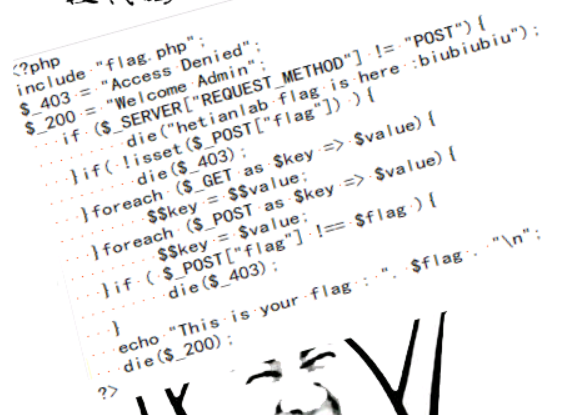 <?php
include "flag.php";
$_403 = "Access Denied";
$_200 = "Welcome Admin";
if ($_SERVER["REQUEST_METHOD"] != "POST") {
die("hetianlab flag is here :biubiubiu");
}if( !isset($_POST["flag"]) ) {
die($_403);
}foreach ($_GET as $key => $value) {
$$key = $$value;
}foreach ($_POST as $key => $value) {
$$key = $value;
}if ( $_POST["flag"] !== $flag ) {
die($_403);
}
echo "This is your flag : ". $flag . "\n";
die($_200);
?>